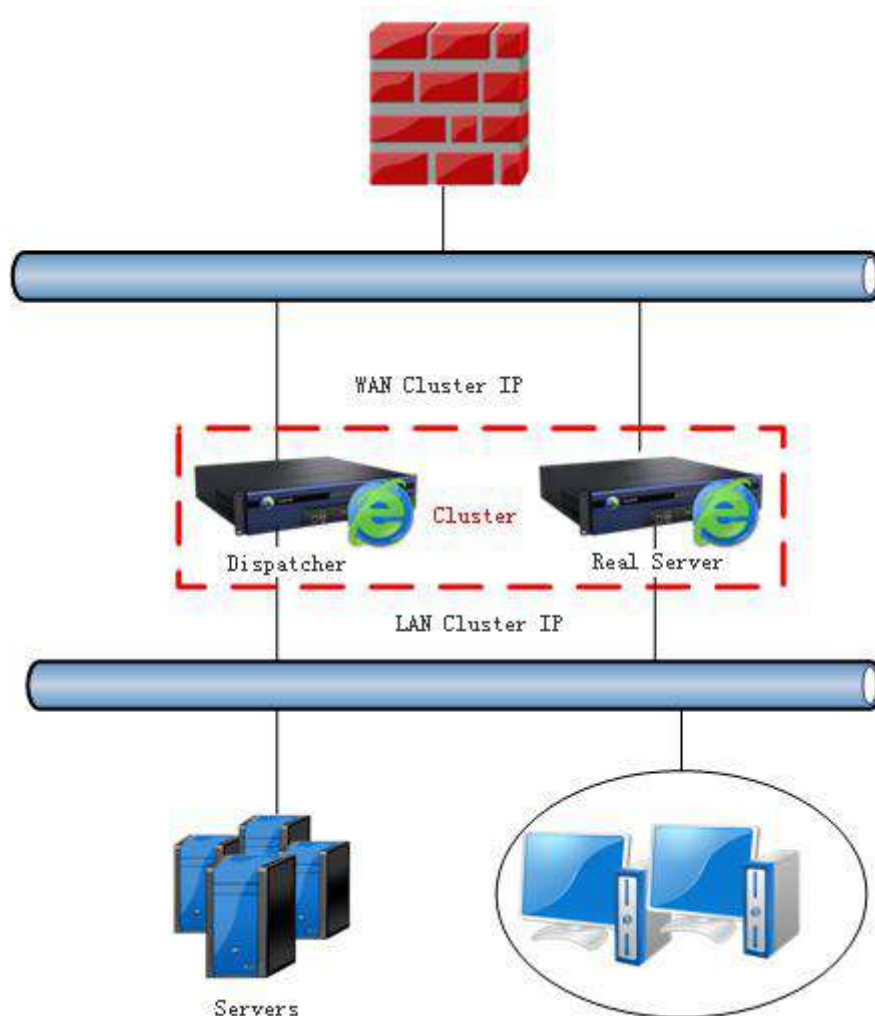 WAN Cluster IP
Cluster
Dispatcher
Real Server
LAN Cluster IP
Servers